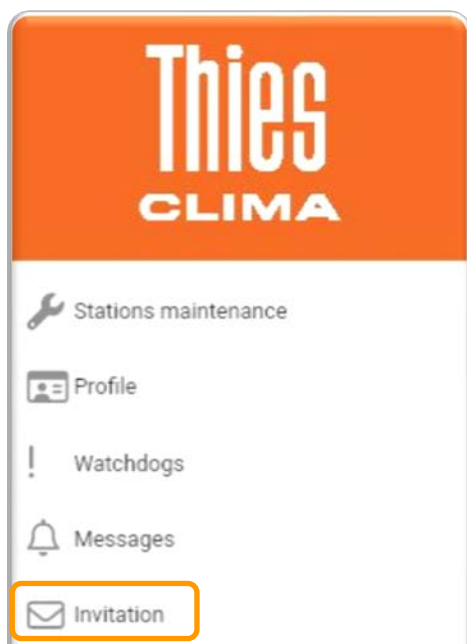 Thies
CLIMA
Stations maintenance
Profile
Watchdogs
Messages
Invitation